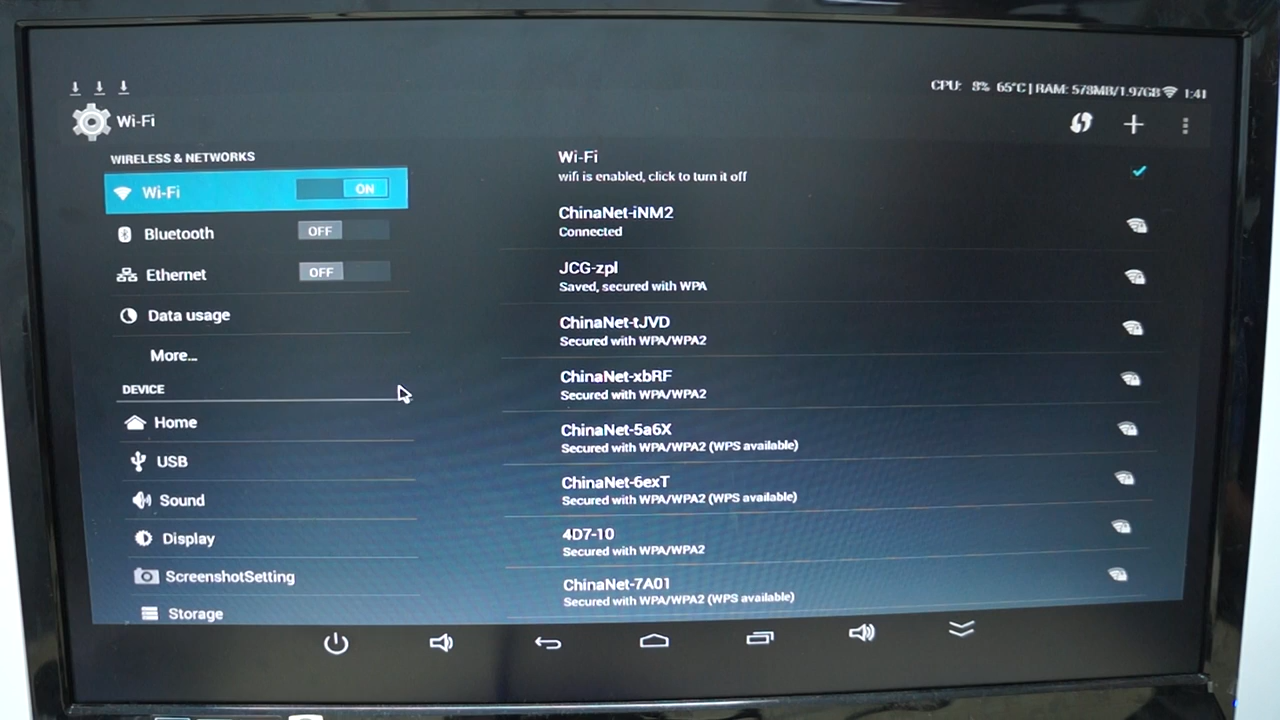 CPU: 8% 65°C | RAM: 578MB/1.97GB 1:41
Wi-Fi
WIRELESS & NETWORKS
Wi-Fi ON
Bluetooth OFF
Ethernet OFF
Data usage
More...
DEVICE
Home
USB
Sound
Display
ScreenshotSetting
Storage
Wi-Fi
wifi is enabled, click to turn it off
ChinaNet-iNM2
Connected
JCG-zpl
Saved, secured with WPA
ChinaNet-tJVD
Secured with WPA/WPA2
ChinaNet-xbRF
Secured with WPA/WPA2
ChinaNet-5a6X
Secured with WPA/WPA2 (WPS available)
ChinaNet-6exT
Secured with WPA/WPA2 (WPS available)
4D7-10
Secured with WPA/WPA2
ChinaNet-7A01
Secured with WPA/WPA2 (WPS available)